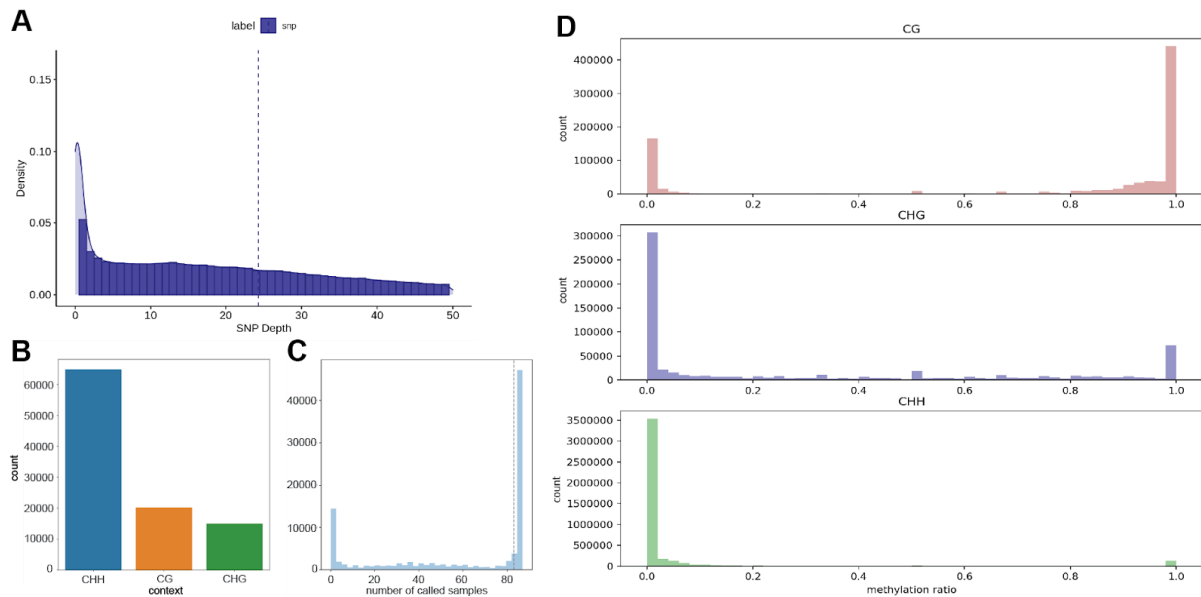 A
label snp
0.15
0.10
0.05
0.00
Density
0 10 20 30 40 50
SNP Depth
B
60000
50000
40000
30000
20000
10000
0
count
CHH CG CHG
context
C
40000
30000
20000
10000
0
0 20 40 60 80
number of called samples
D
CG
400000
300000
200000
100000
0
count
0.0 0.2 0.4 0.6 0.8 1.0
CHG
300000
250000
200000
150000
100000
50000
0
count
0.0 0.2 0.4 0.6 0.8 1.0
CHH
3500000
3000000
2500000
2000000
1500000
1000000
500000
0
count
0.0 0.2 0.4 0.6 0.8 1.0
methylation ratio